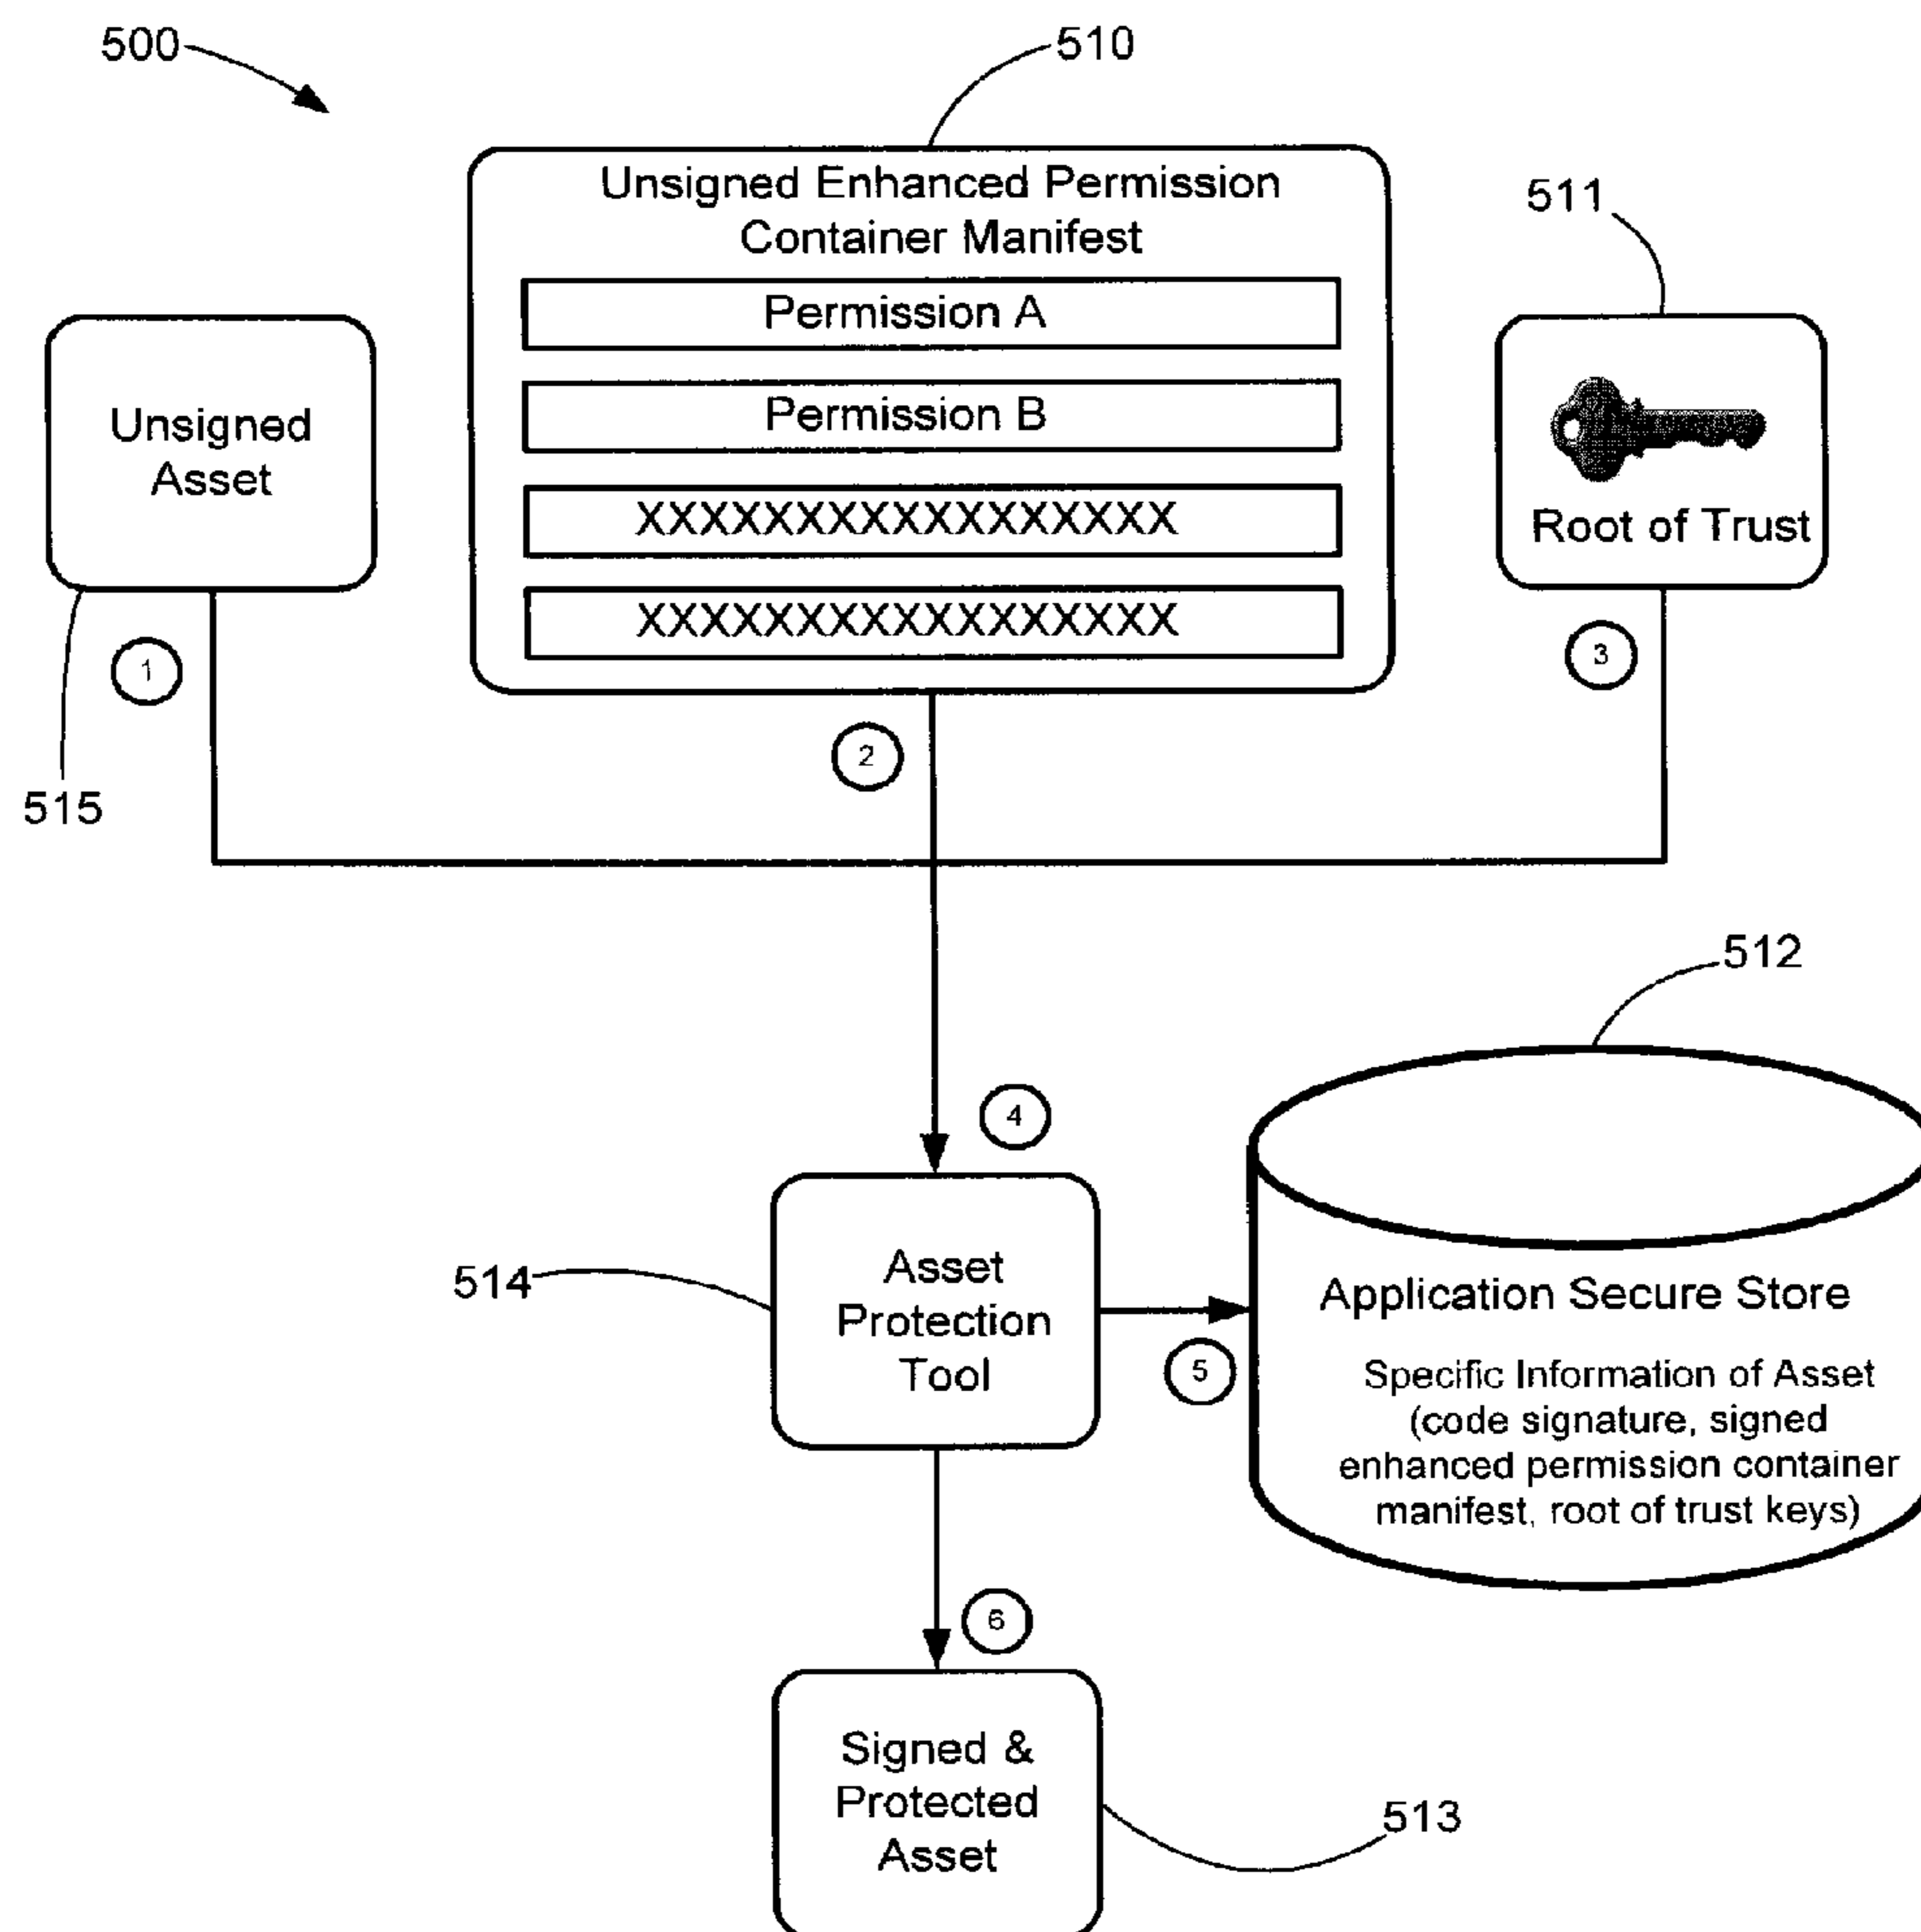 500
510
Unsigned Enhanced Permission
Container Manifest
511
Permission A
Permission B
XXXXXXXXXXXXXXXXX
XXXXXXXXXXXXXXXXX
Unsigned
Asset
Root of Trust
1
3
2
515
512
4
514
Asset
Protection
Tool
5
Application Secure Store
Specific Information of Asset
(code signature, signed
enhanced permission container
manifest, root of trust keys)
6
Signed &
Protected
Asset
513